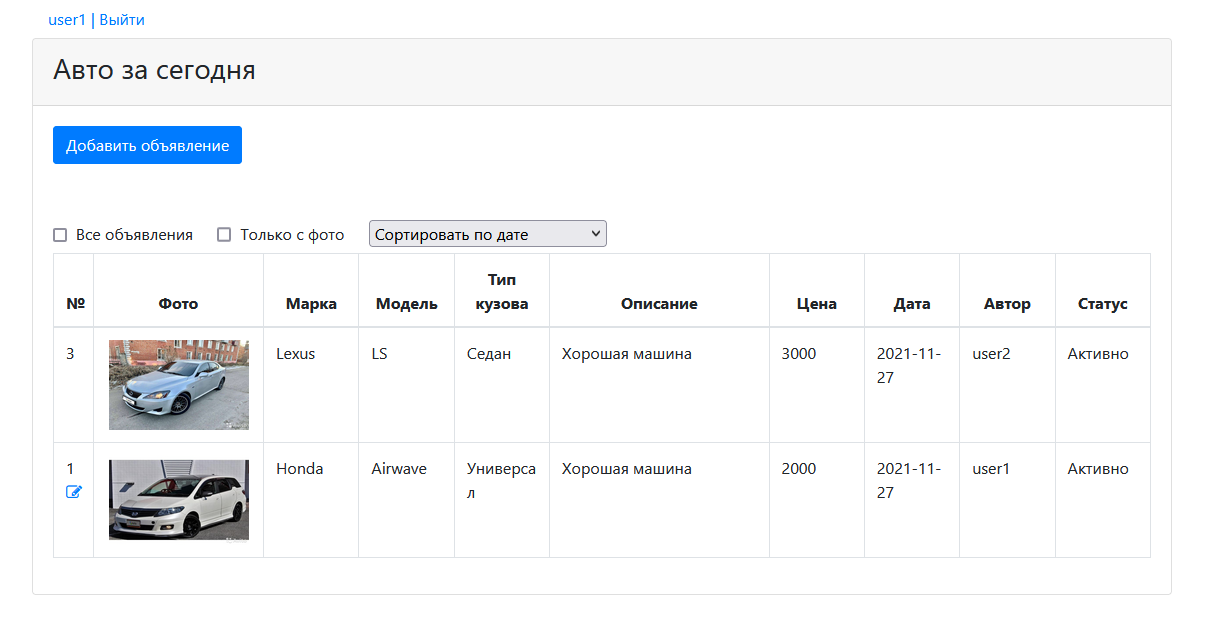 user1 | Выйти
Авто за сегодня
Добавить объявление
Все объявления Только с фото Сортировать по дате
№ Фото Марка Модель Тип кузова Описание Цена Дата Автор Статус
3 Lexus LS Седан Хорошая машина 3000 2021-11-27 user2 Активно
1 Honda Airwave Универсал Хорошая машина 2000 2021-11-27 user1 Активно